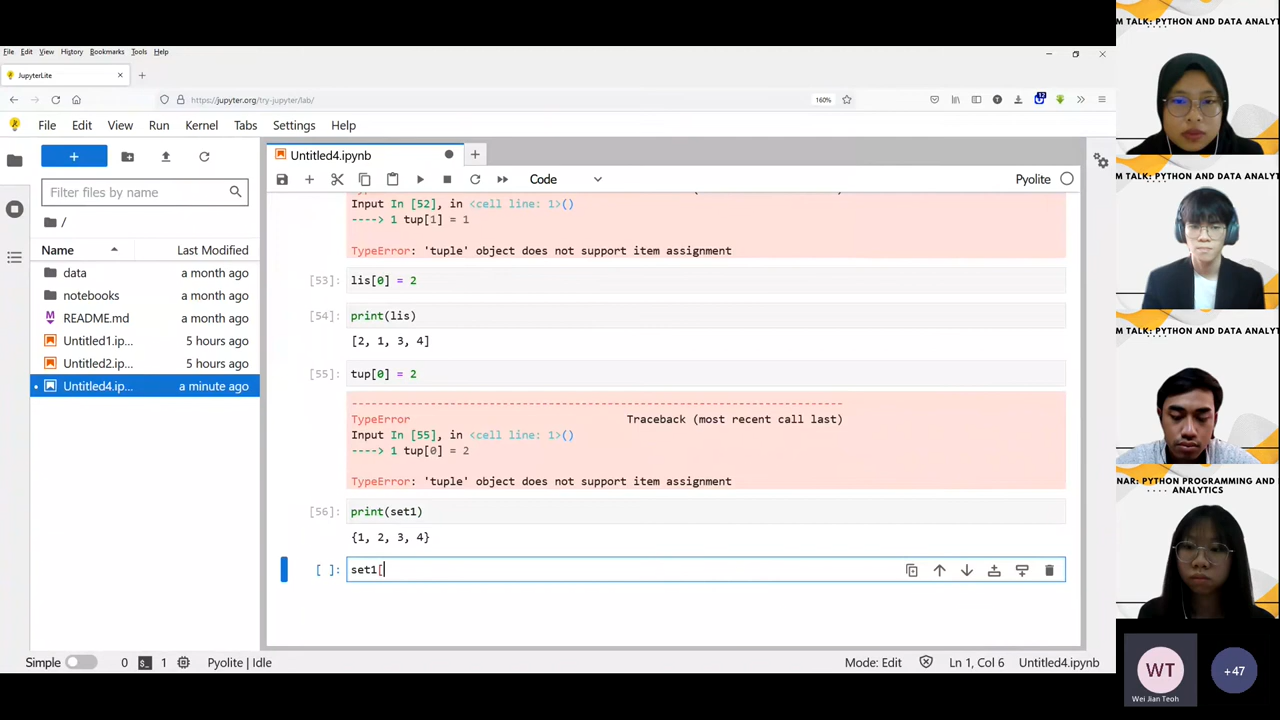 File Edit View History Bookmarks Tools Help
JupyterLite
https://jupyter.org/try-jupyter/lab/
160%
File Edit View Run Kernel Tabs Settings Help
Filter files by name
/
Name Last Modified
data a month ago
notebooks a month ago
README.md a month ago
Untitled1.ip... 5 hours ago
Untitled2.ip... 5 hours ago
Untitled4.ip... a minute ago
Untitled4.ipynb
Code
Pyolite
Input In [52], in <cell line: 1>()
----> 1 tup[1] = 1
TypeError: 'tuple' object does not support item assignment
[53]: lis[0] = 2
[54]: print(lis)
[2, 1, 3, 4]
[55]: tup[0] = 2
---------------------------------------------------------------------------
TypeError Traceback (most recent call last)
Input In [55], in <cell line: 1>()
----> 1 tup[0] = 2
TypeError: 'tuple' object does not support item assignment
[56]: print(set1)
{1, 2, 3, 4}
[ ]: set1[
Simple 0 1 Pyolite | Idle
Mode: Edit Ln 1, Col 6 Untitled4.ipynb
M TALK: PYTHON AND DATA ANALYSI
M TALK: PYTHON AND DATA ANALYSI
M TALK: PYTHON AND DATA ANALYSI
NAR: PYTHON PROGRAMMING AND
ANALYTICS
WT
Wei Jian Teoh
+47